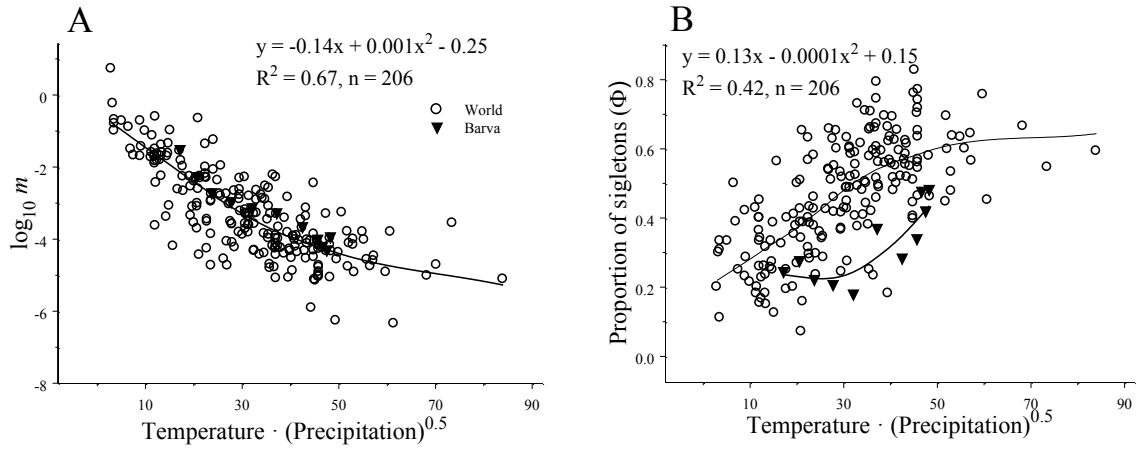 A
y = -0.14x + 0.001x² - 0.25
R² = 0.67, n = 206
World
Barva
0
-2
-4
-6
-8
log₁₀ m
10 30 50 70 90
Temperature · (Precipitation)^0.5
B
y = 0.13x - 0.0001x² + 0.15
R² = 0.42, n = 206
0.8
0.6
0.4
0.2
0.0
Proportion of sigletons (Φ)
10 30 50 70 90
Temperature · (Precipitation)^0.5